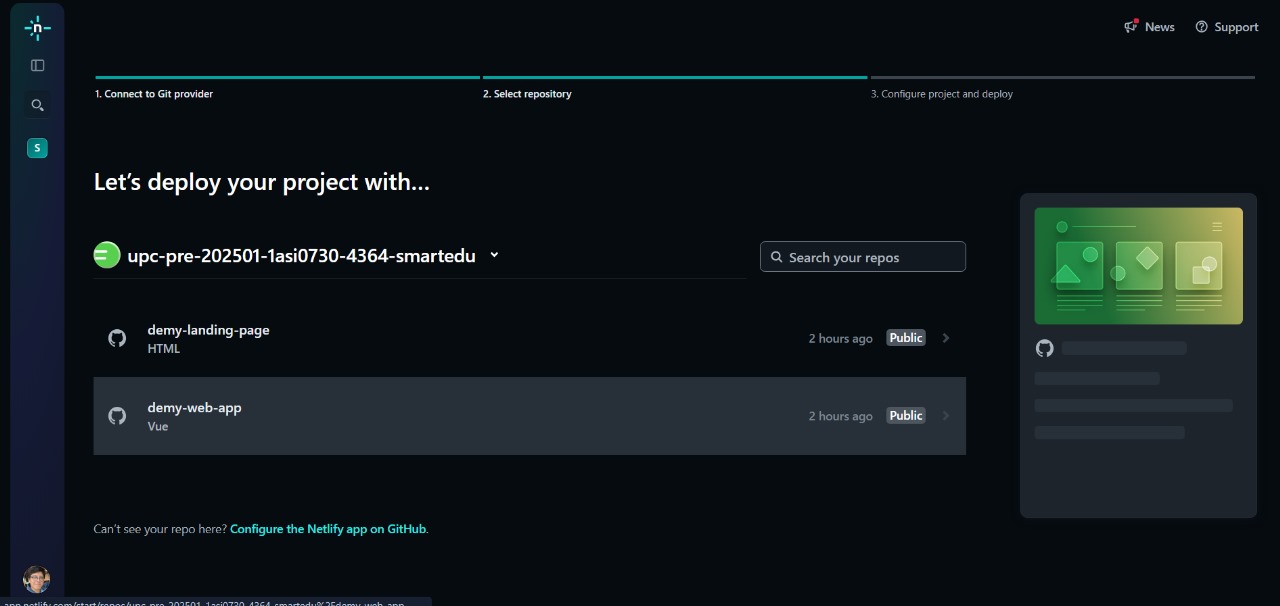 n
News
Support
1. Connect to Git provider
2. Select repository
3. Configure project and deploy
S
Let's deploy your project with...
upc-pre-202501-1asi0730-4364-smartedu
Search your repos
demy-landing-page
HTML
2 hours ago
Public
demy-web-app
Vue
2 hours ago
Public
Can't see your repo here? Configure the Netlify app on GitHub.
app.netlify.com/start/repos/upc-pre-202501-1asi0730-4364-smartedu%2Fdemy-web-app